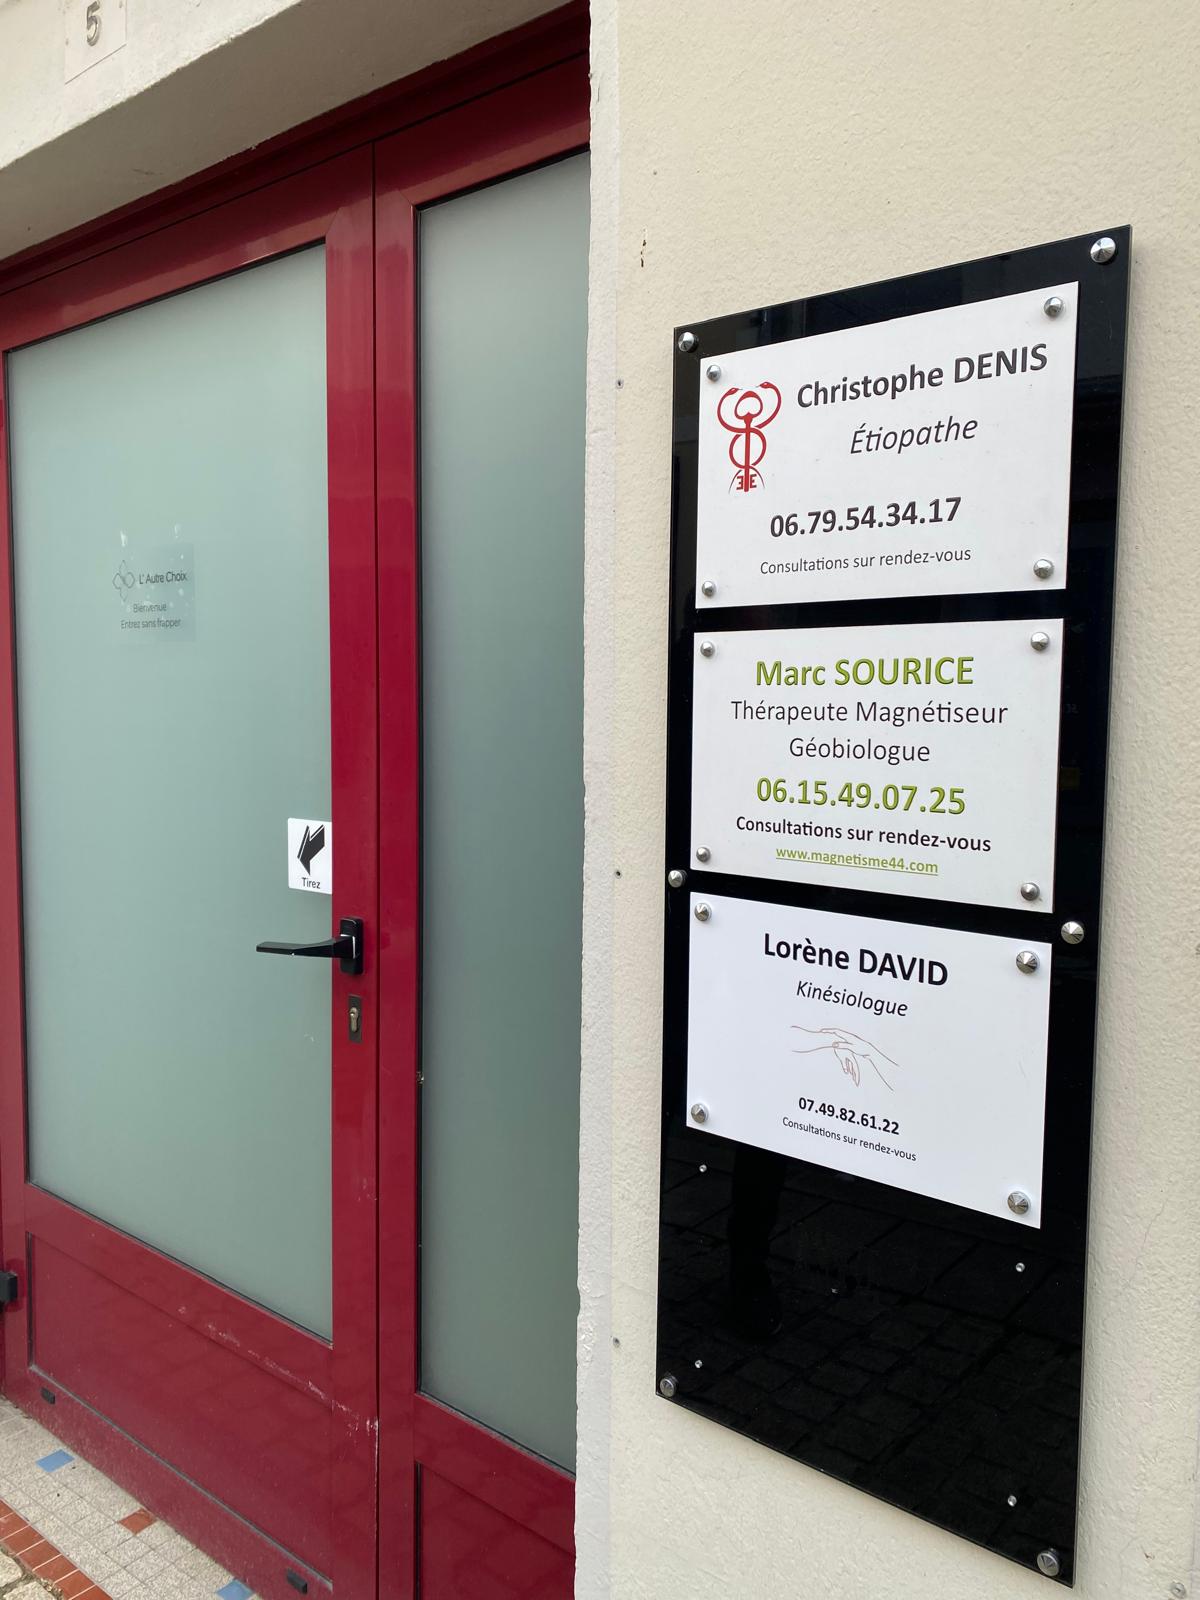 5
L'Autre Choix
Bienvenue
Entrez sans frapper
Tirez
Christophe DENIS
Étiopathe
06.79.54.34.17
Consultations sur rendez-vous
Marc SOURICE
Thérapeute Magnétiseur
Géobiologue
06.15.49.07.25
Consultations sur rendez-vous
www.magnetisme44.com
Lorène DAVID
Kinésiologue
07.49.82.61.22
Consultations sur rendez-vous